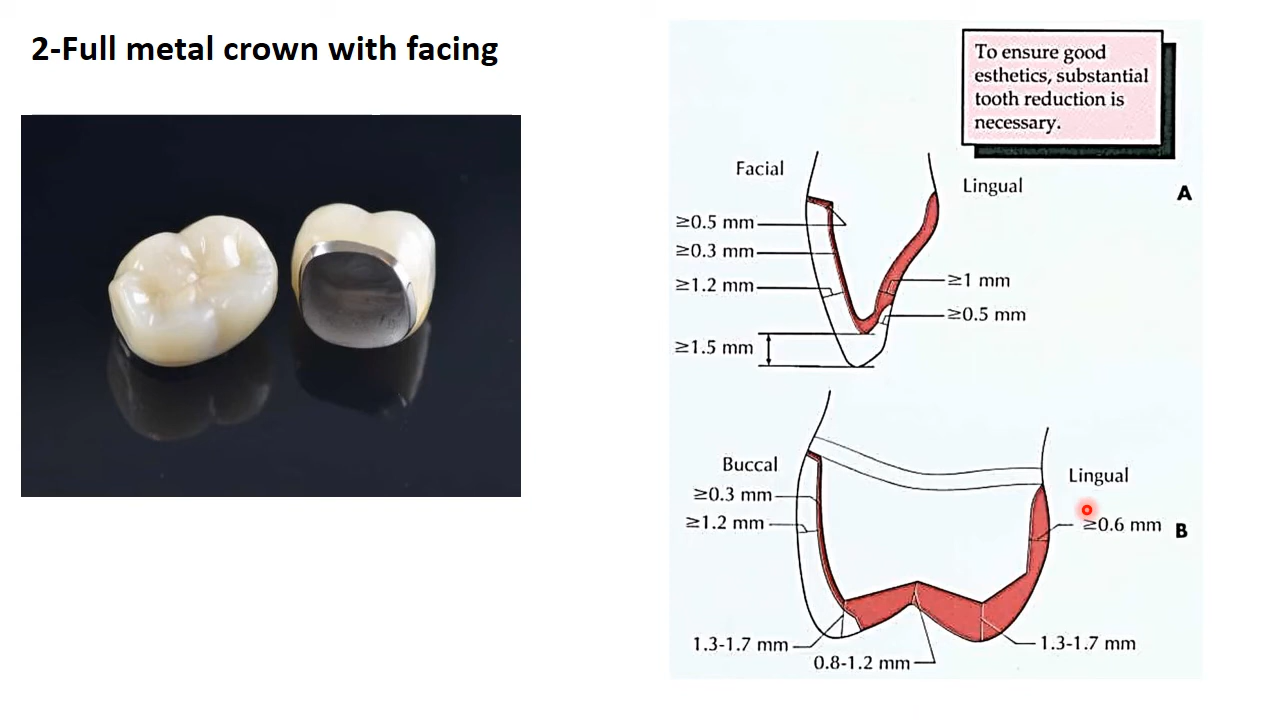 2-Full metal crown with facing
To ensure good
esthetics, substantial
tooth reduction is
necessary.
Facial
Lingual
A
≥0.5 mm
≥0.3 mm
≥1.2 mm
≥1 mm
≥0.5 mm
≥1.5 mm
Buccal
Lingual
≥0.3 mm
≥1.2 mm
≥0.6 mm
B
1.3-1.7 mm
1.3-1.7 mm
0.8-1.2 mm